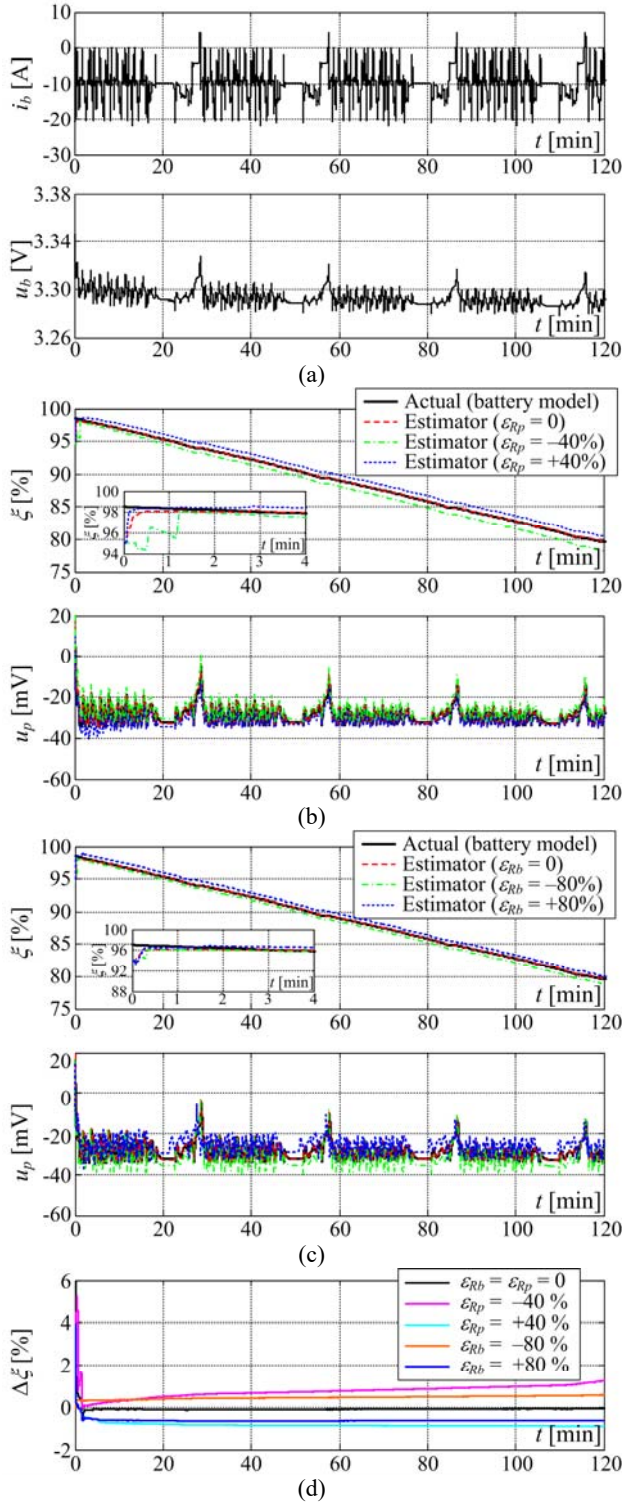 10
0
-10
-20
-30
i_b [A]
t [min]
0 20 40 60 80 100 120
3.38
3.34
3.30
3.26
u_b [V]
t [min]
0 20 40 60 80 100 120
(a)
100
95
90
85
80
75
ξ [%]
Actual (battery model)
Estimator (ε_Rp = 0)
Estimator (ε_Rp = –40%)
Estimator (ε_Rp = +40%)
100
98
96
94
ξ [%]
t [min]
0 1 2 3 4
t [min]
0 20 40 60 80 100 120
20
0
-20
-40
-60
u_p [mV]
t [min]
0 20 40 60 80 100 120
(b)
100
95
90
85
80
75
ξ [%]
Actual (battery model)
Estimator (ε_Rb = 0)
Estimator (ε_Rb = –80%)
Estimator (ε_Rb = +80%)
100
96
92
88
ξ [%]
t [min]
0 1 2 3 4
t [min]
0 20 40 60 80 100 120
20
0
-20
-40
-60
u_p [mV]
t [min]
0 20 40 60 80 100 120
(c)
6
4
2
0
-2
Δξ [%]
ε_Rb = ε_Rp = 0
ε_Rp = –40 %
ε_Rp = +40 %
ε_Rb = –80 %
ε_Rb = +80 %
t [min]
0 20 40 60 80 100 120
(d)